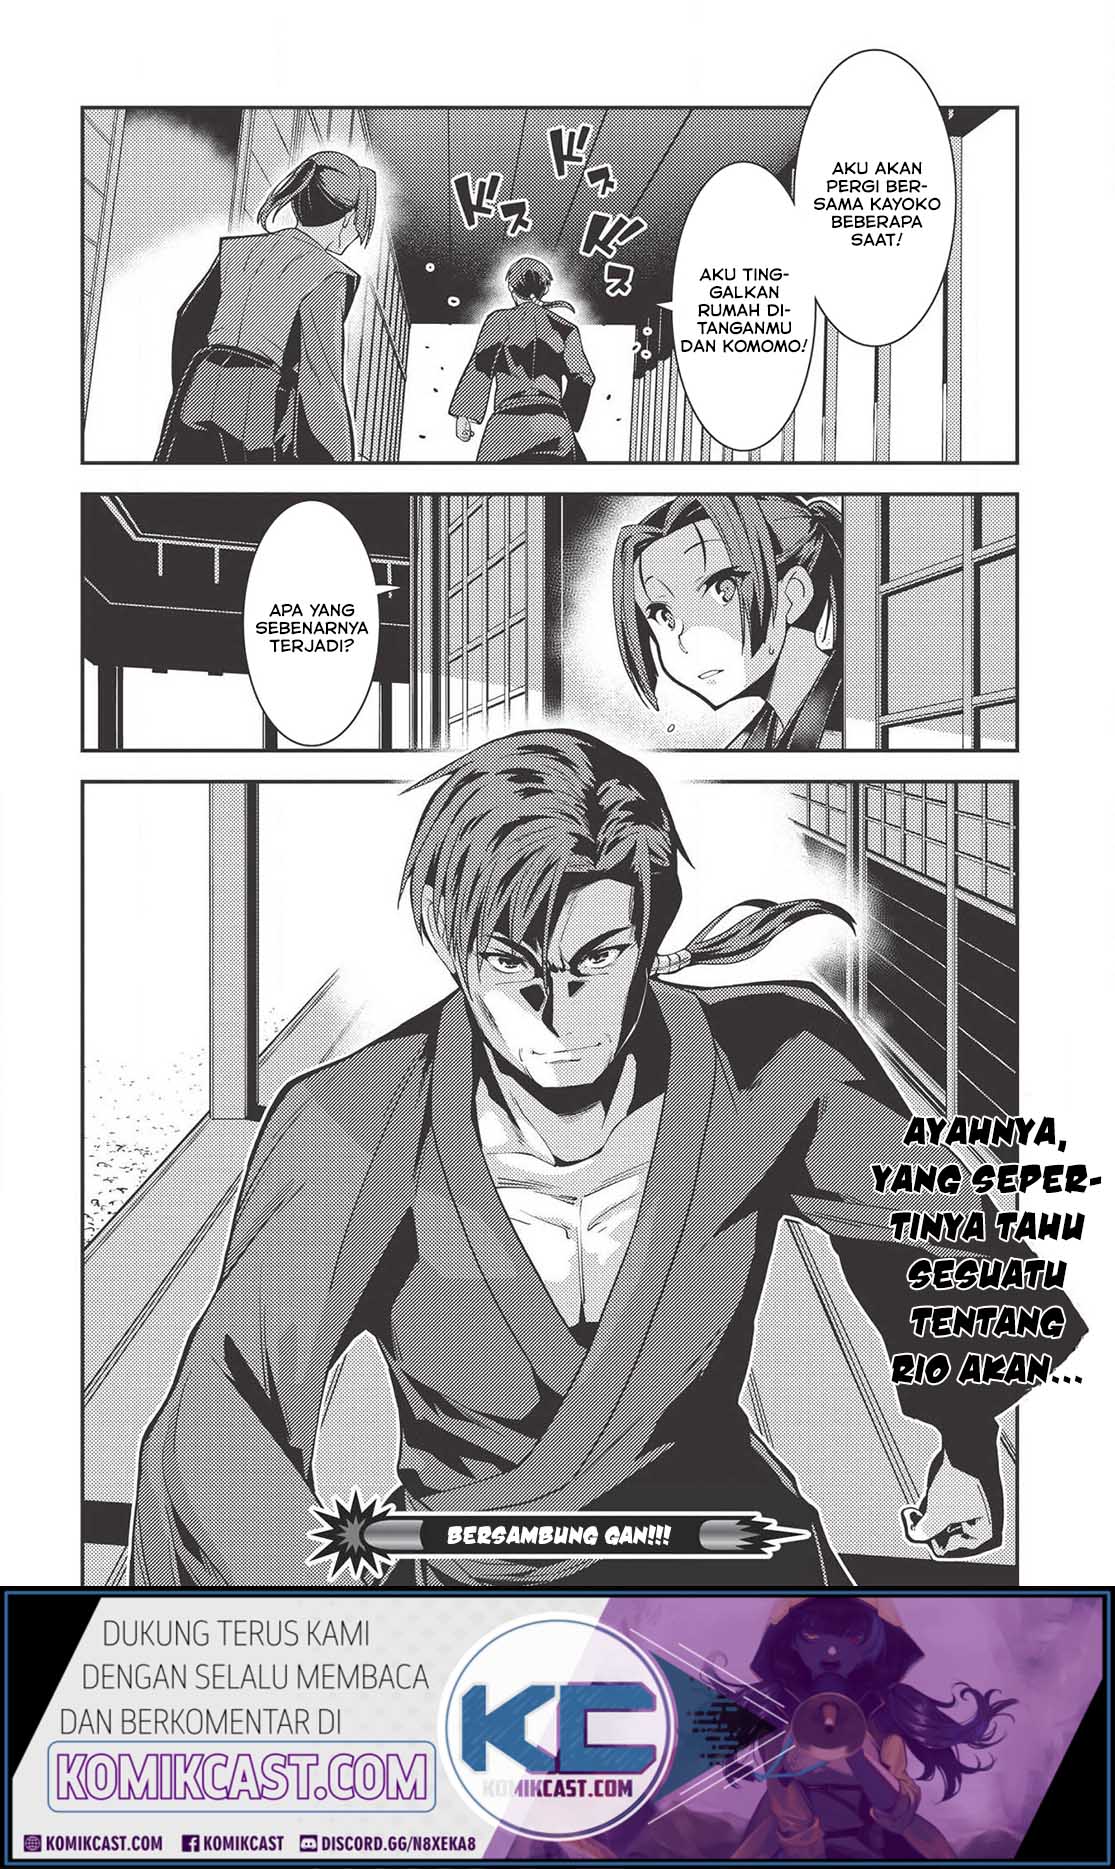 AKU AKAN
PERGI BER-
SAMA KAYOKO
BEBERAPA
SAAT!
AKU TING-
GALKAN
RUMAH DI-
TANGANMU
DAN KOMOMO!
ドス
ドス
ドス
APA YANG
SEBENARNYA
TERJADI?
AYAHNYA,
YANG SEPER-
TINYA TAHU
SESUATU
TENTANG
RIO AKAN...
BERSAMBUNG GAN!!!
DUKUNG TERUS KAMI
DENGAN SELALU MEMBACA
DAN BERKOMENTAR DI
KOMIKCAST.COM
KC
KOMIKCAST.COM
KOMIKCAST.COM KOMIKCAST DISCORD.GG/N8XEKA8